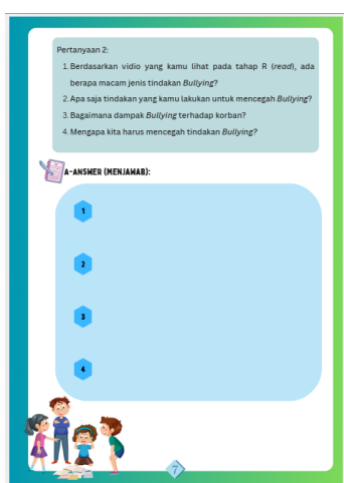 Pertanyaan 2:
1. Berdasarkan vidio yang kamu lihat pada tahap R (read), ada
berapa macam jenis tindakan Bullying?
2. Apa saja tindakan yang kamu lakukan untuk mencegah Bullying?
3. Bagaimana dampak Bullying terhadap korban?
4. Mengapa kita harus mencegah tindakan Bullying?
A-ANSWER (MENJAWAB):
1
2
3
4
7